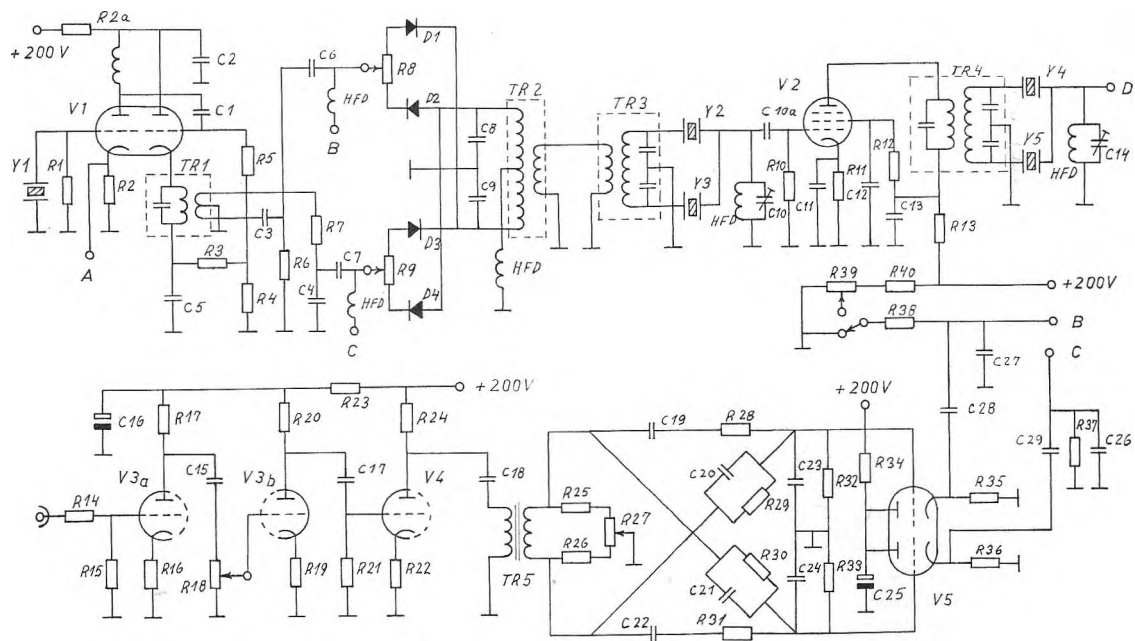 R2a
+200V
C2
V1
C1
Y1
R1
R2
A
R5
TR1
C3
R3
R4
C5
R6
R7
C4
C6
HFD
B
R8
D1
D2
C7
HFD
C
R9
D3
D4
C8
C9
TR2
HFD
TR3
Y2
Y3
HFD
C10
C10a
V2
R10
C11
R11
C12
R12
C13
R13
TR4
Y4
Y5
D
HFD
C14
R39
R40
+200V
R38
B
C
C27
C28
C29
R37
C26
C16
R17
R20
R23
R24
+200V
V3a
C15
V3b
C17
V4
C18
R14
R15
R16
R18
R19
R21
R22
TR5
R25
R26
R27
C19
R28
C20
R29
R30
C21
C22
R31
C23
C24
R32
R33
+200V
R34
C25
V5
R35
R36